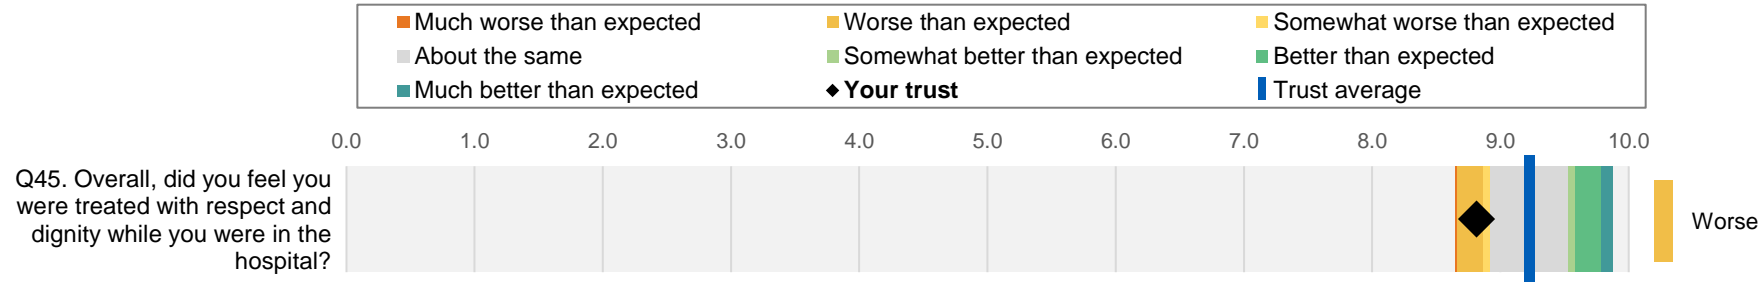 Much worse than expected Worse than expected Somewhat worse than expected
About the same Somewhat better than expected Better than expected
Much better than expected Your trust Trust average
0.0 1.0 2.0 3.0 4.0 5.0 6.0 7.0 8.0 9.0 10.0
Q45. Overall, did you feel you
were treated with respect and
dignity while you were in the
hospital?
Worse